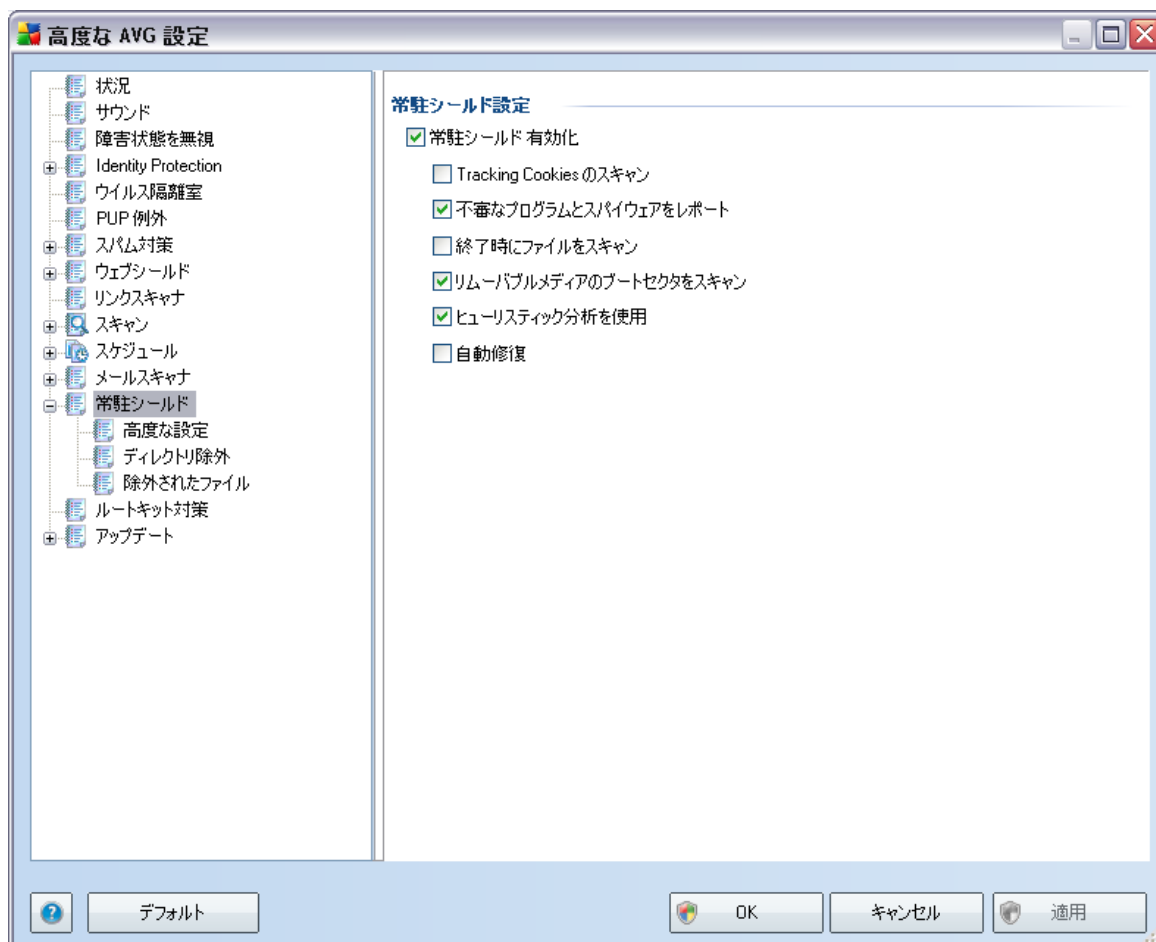 高度な AVG 設定
状況
サウンド
障害状態を無視
Identity Protection
ウイルス隔離室
PUP 例外
スパム対策
ウェブシールド
リンクスキャナ
スキャン
スケジュール
メールスキャナ
常駐シールド
高度な設定
ディレクトリ除外
除外されたファイル
ルートキット対策
アップデート
常駐シールド設定
常駐シールド 有効化
Tracking Cookies のスキャン
不審なプログラムとスパイウェアをレポート
終了時にファイルをスキャン
リムーバブルメディアのブートセクタをスキャン
ヒューリスティック分析を使用
自動修復
デフォルト
OK
キャンセル
適用